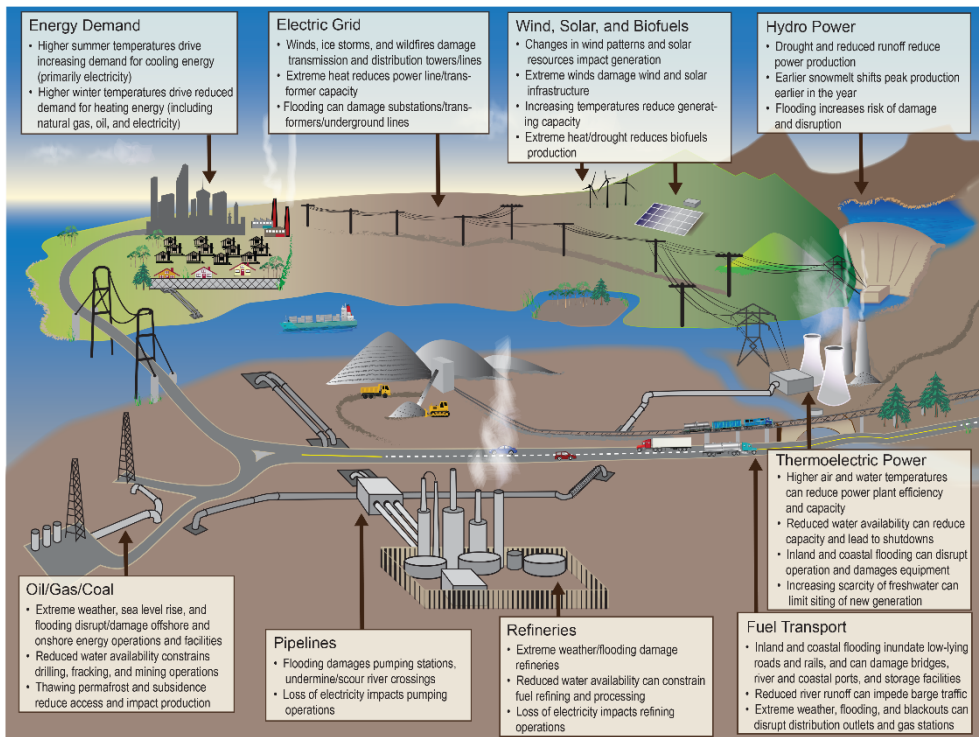 Energy Demand
• Higher summer temperatures drive
increasing demand for cooling energy
(primarily electricity)
• Higher winter temperatures drive reduced
demand for heating energy (including
natural gas, oil, and electricity)
Electric Grid
• Winds, ice storms, and wildfires damage
transmission and distribution towers/lines
• Extreme heat reduces power line/trans-
former capacity
• Flooding can damage substations/trans-
formers/underground lines
Wind, Solar, and Biofuels
• Changes in wind patterns and solar
resources impact generation
• Extreme winds damage wind and solar
infrastructure
• Increasing temperatures reduce generat-
ing capacity
• Extreme heat/drought reduces biofuels
production
Hydro Power
• Drought and reduced runoff reduce
power production
• Earlier snowmelt shifts peak production
earlier in the year
• Flooding increases risk of damage
and disruption
Thermoelectric Power
• Higher air and water temperatures
can reduce power plant efficiency
and capacity
• Reduced water availability can reduce
capacity and lead to shutdowns
• Inland and coastal flooding can disrupt
operation and damages equipment
• Increasing scarcity of freshwater can
limit siting of new generation
Oil/Gas/Coal
• Extreme weather, sea level rise, and
flooding disrupt/damage offshore and
onshore energy operations and facilities
• Reduced water availability constrains
drilling, fracking, and mining operations
• Thawing permafrost and subsidence
reduce access and impact production
Pipelines
• Flooding damages pumping stations,
undermine/scour river crossings
• Loss of electricity impacts pumping
operations
Refineries
• Extreme weather/flooding damage
refineries
• Reduced water availability can constrain
fuel refining and processing
• Loss of electricity impacts refining
operations
Fuel Transport
• Inland and coastal flooding inundate low-lying
roads and rails, and can damage bridges,
river and coastal ports, and storage facilities
• Reduced river runoff can impede barge traffic
• Extreme weather, flooding, and blackouts can
disrupt distribution outlets and gas stations